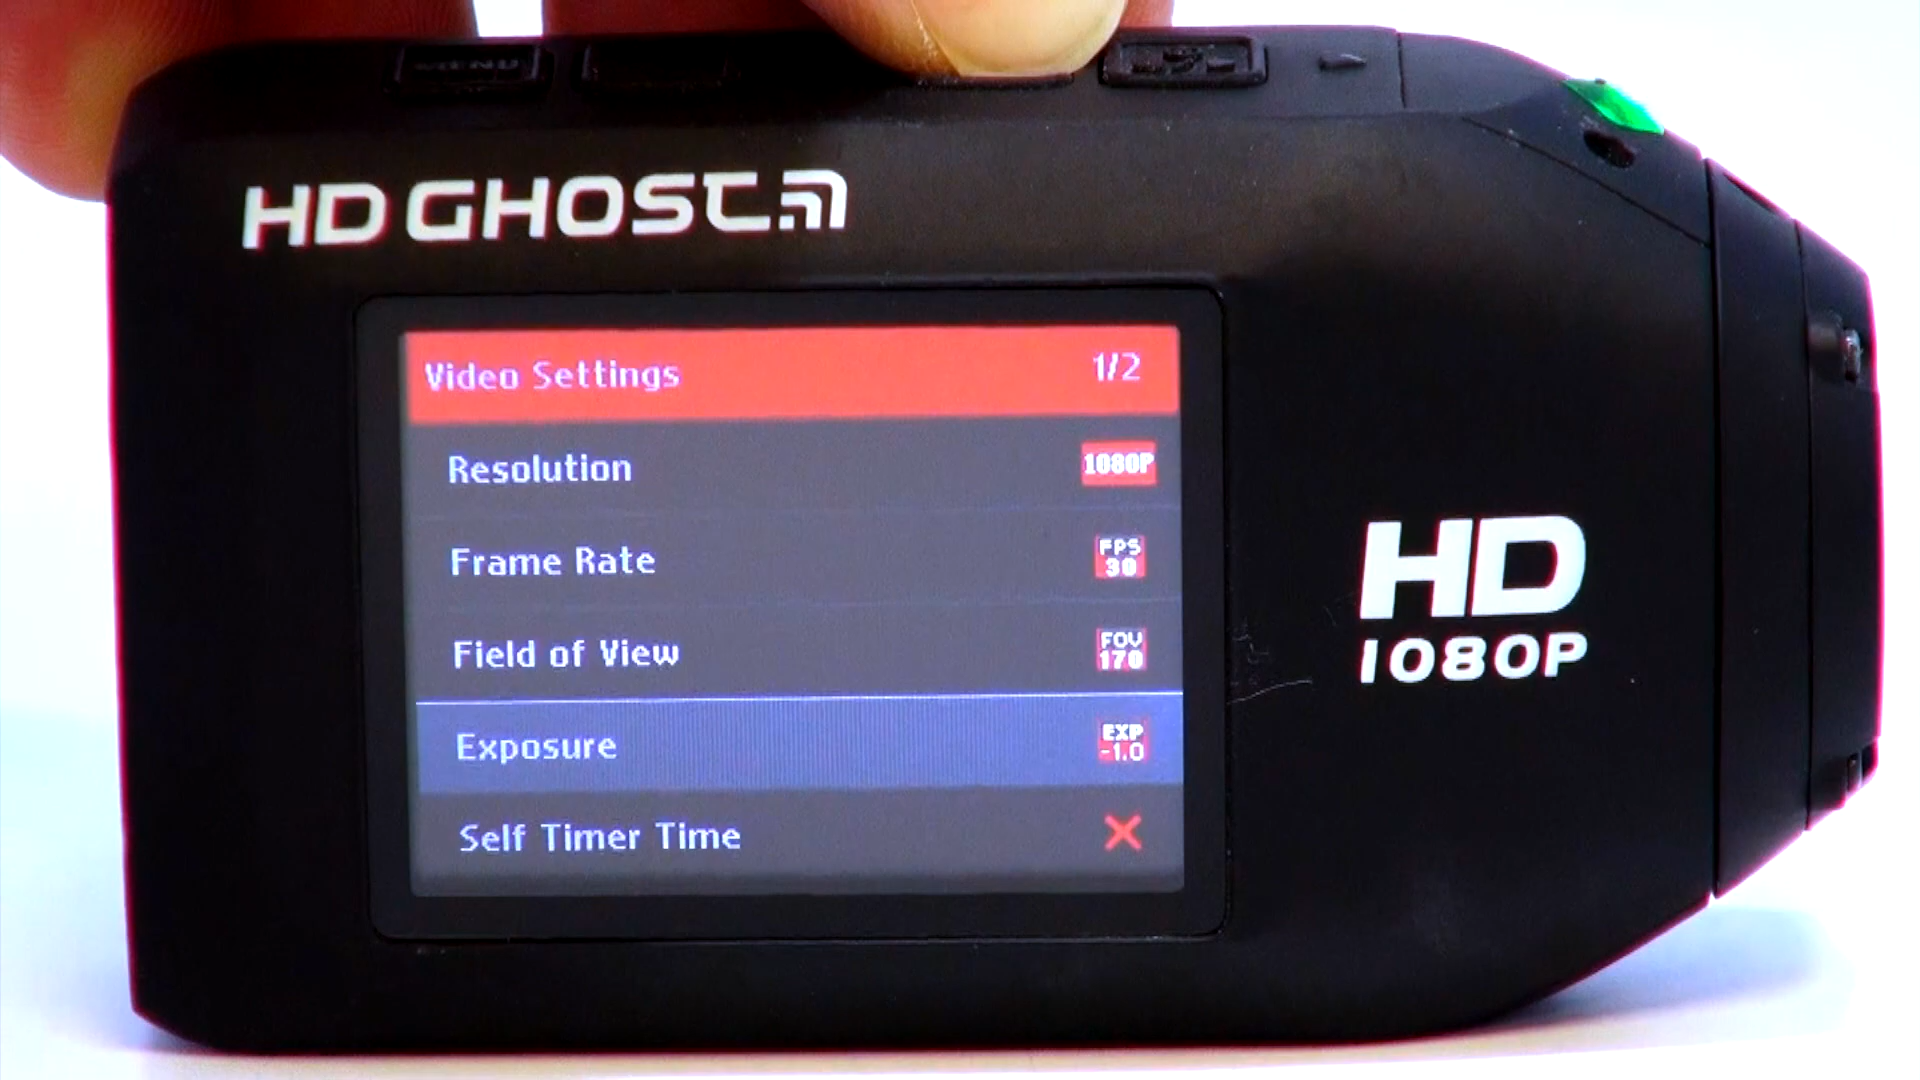 MENU
HD GHOST
Video Settings 1/2
Resolution 1080P
Frame Rate FPS 30
Field of View FOV 170
Exposure EXP -1.0
Self Timer Time
HD
1080P